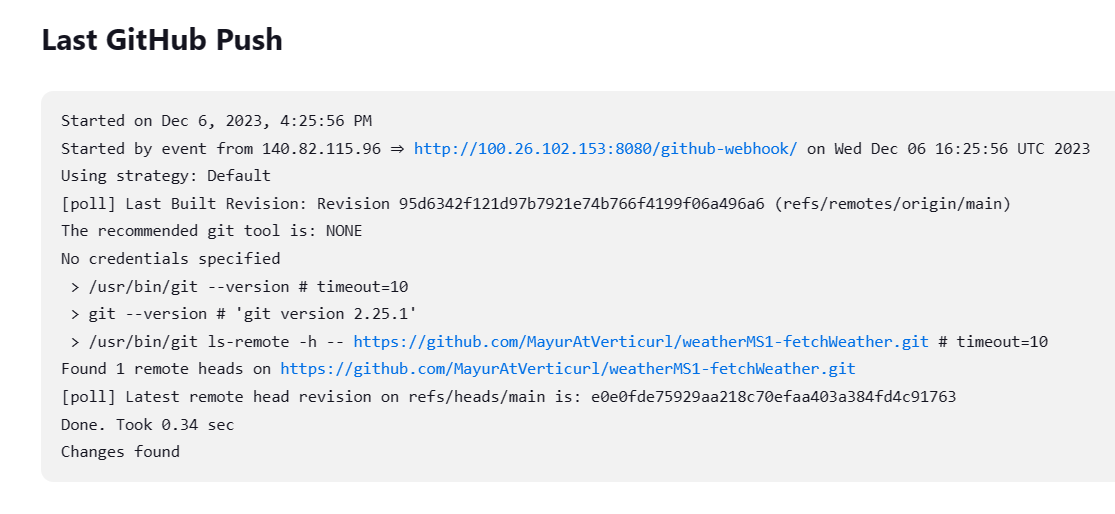 Last GitHub Push
Started on Dec 6, 2023, 4:25:56 PM
Started by event from 140.82.115.96 ⇒ http://100.26.102.153:8080/github-webhook/ on Wed Dec 06 16:25:56 UTC 2023
Using strategy: Default
[poll] Last Built Revision: Revision 95d6342f121d97b7921e74b766f4199f06a496a6 (refs/remotes/origin/main)
The recommended git tool is: NONE
No credentials specified
 > /usr/bin/git --version # timeout=10
 > git --version # 'git version 2.25.1'
 > /usr/bin/git ls-remote -h -- https://github.com/MayurAtVerticurl/weatherMS1-fetchWeather.git # timeout=10
Found 1 remote heads on https://github.com/MayurAtVerticurl/weatherMS1-fetchWeather.git
[poll] Latest remote head revision on refs/heads/main is: e0e0fde75929aa218c70efaa403a384fd4c91763
Done. Took 0.34 sec
Changes found